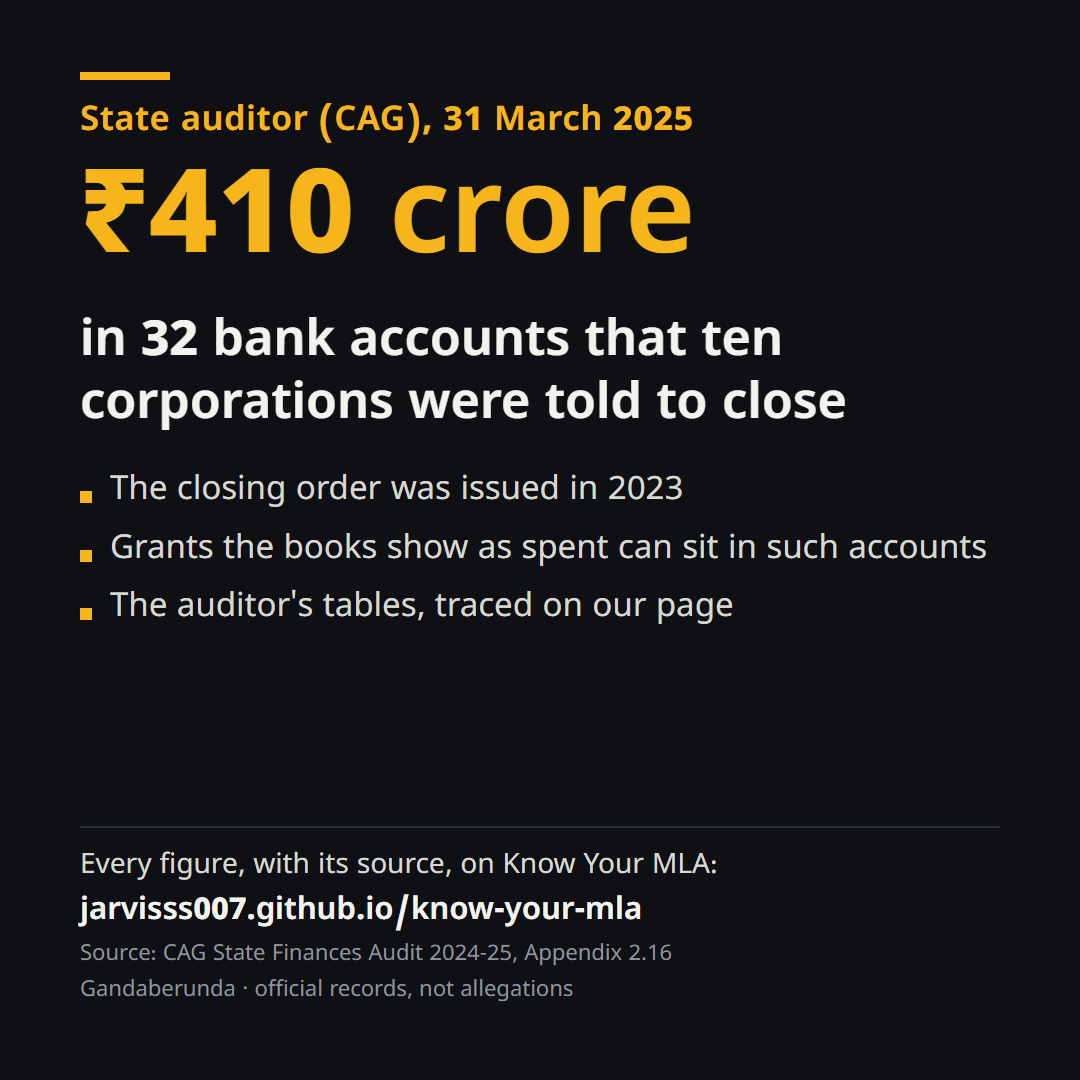 State auditor (CAG), 31 March 2025
₹410 crore
in 32 bank accounts that ten
corporations were told to close
The closing order was issued in 2023
Grants the books show as spent can sit in such accounts
The auditor's tables, traced on our page
Every figure, with its source, on Know Your MLA:
jarvisss007.github.io/know-your-mla
Source: CAG State Finances Audit 2024-25, Appendix 2.16
Gandaberunda · official records, not allegations